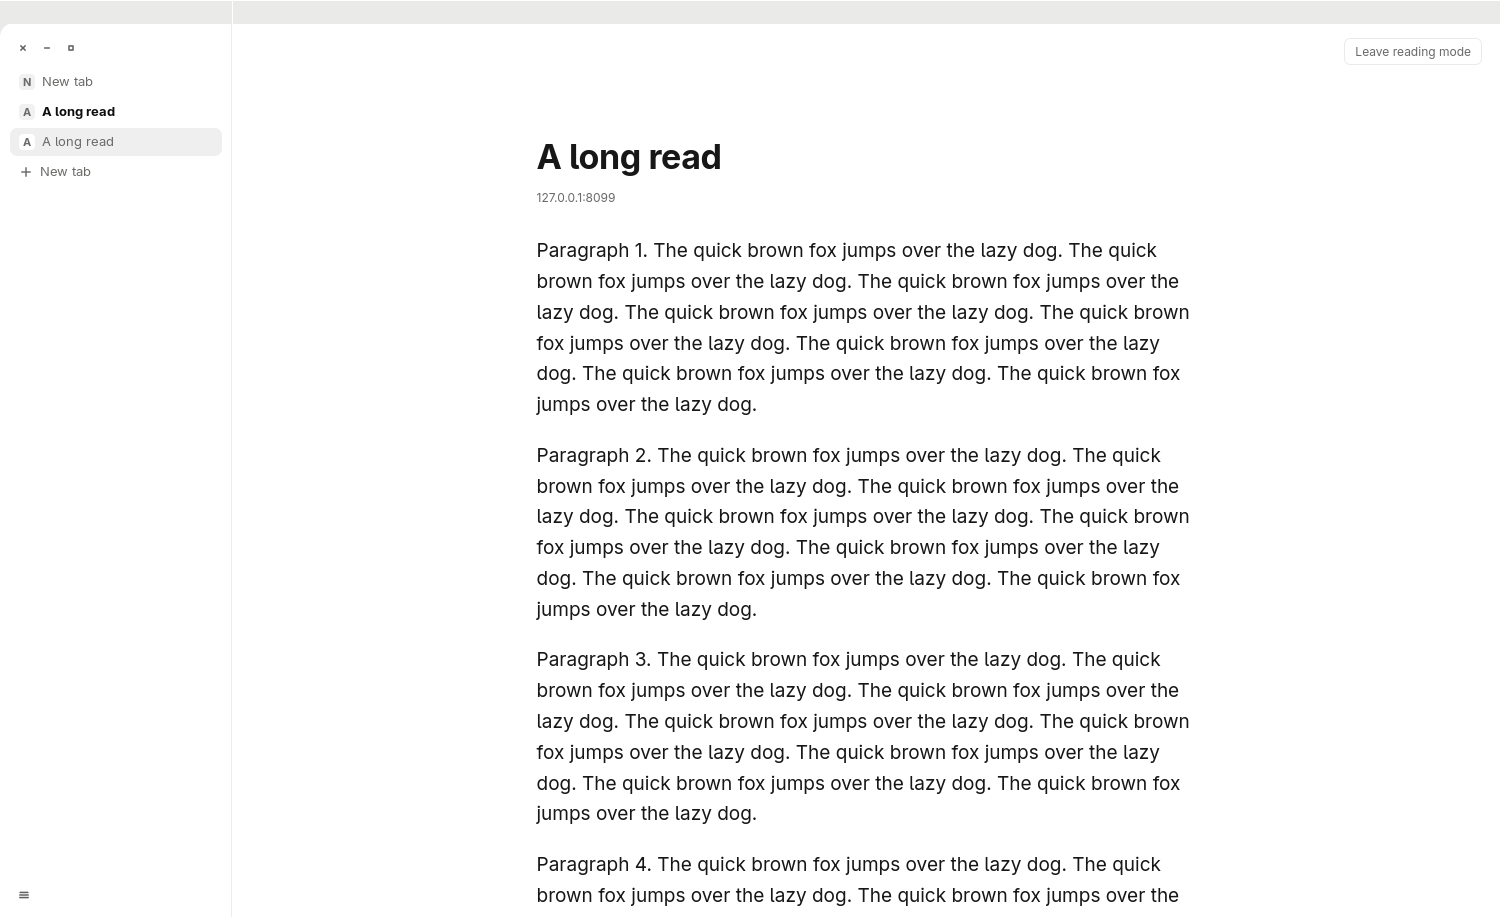 Leave reading mode
N New tab
A A long read
A A long read
+ New tab
A long read
127.0.0.1:8099
Paragraph 1. The quick brown fox jumps over the lazy dog. The quick
brown fox jumps over the lazy dog. The quick brown fox jumps over the
lazy dog. The quick brown fox jumps over the lazy dog. The quick brown
fox jumps over the lazy dog. The quick brown fox jumps over the lazy
dog. The quick brown fox jumps over the lazy dog. The quick brown fox
jumps over the lazy dog.
Paragraph 2. The quick brown fox jumps over the lazy dog. The quick
brown fox jumps over the lazy dog. The quick brown fox jumps over the
lazy dog. The quick brown fox jumps over the lazy dog. The quick brown
fox jumps over the lazy dog. The quick brown fox jumps over the lazy
dog. The quick brown fox jumps over the lazy dog. The quick brown fox
jumps over the lazy dog.
Paragraph 3. The quick brown fox jumps over the lazy dog. The quick
brown fox jumps over the lazy dog. The quick brown fox jumps over the
lazy dog. The quick brown fox jumps over the lazy dog. The quick brown
fox jumps over the lazy dog. The quick brown fox jumps over the lazy
dog. The quick brown fox jumps over the lazy dog. The quick brown fox
jumps over the lazy dog.
Paragraph 4. The quick brown fox jumps over the lazy dog. The quick
brown fox jumps over the lazy dog. The quick brown fox jumps over the